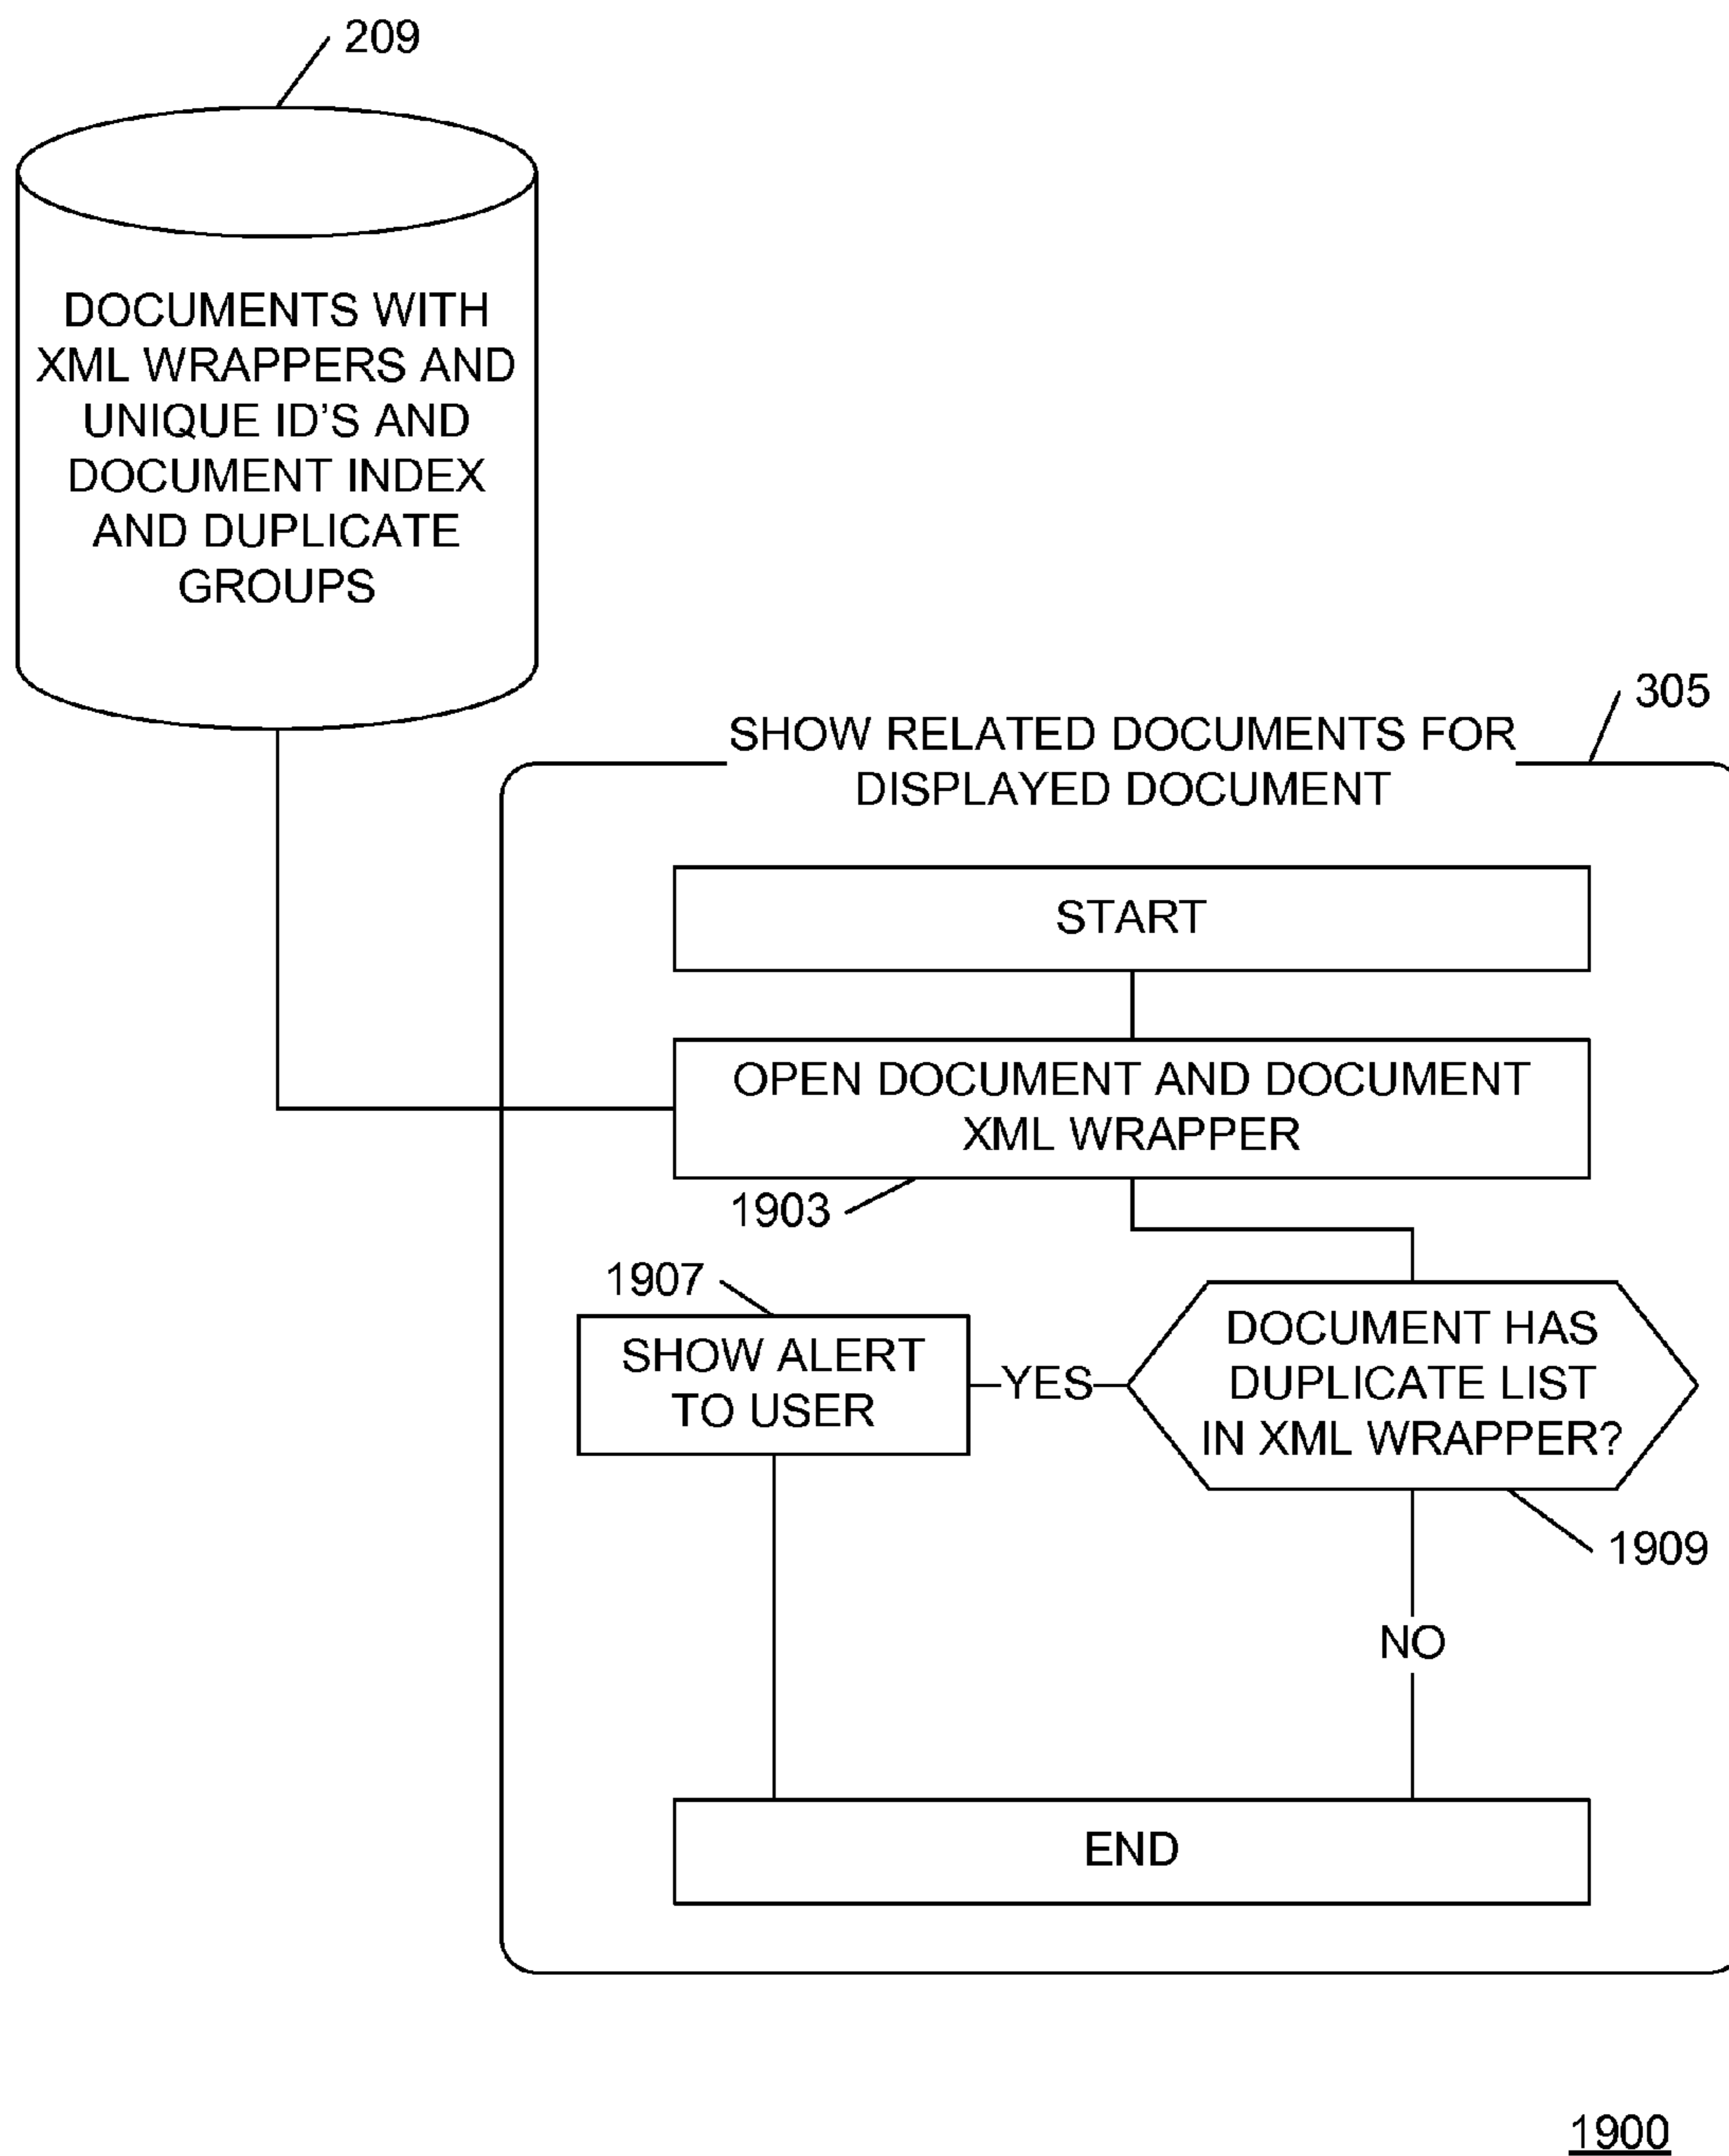 209
DOCUMENTS WITH
XML WRAPPERS AND
UNIQUE ID'S AND
DOCUMENT INDEX
AND DUPLICATE
GROUPS
305
SHOW RELATED DOCUMENTS FOR
DISPLAYED DOCUMENT
START
OPEN DOCUMENT AND DOCUMENT
XML WRAPPER
1903
1907
SHOW ALERT
TO USER
YES
DOCUMENT HAS
DUPLICATE LIST
IN XML WRAPPER?
1909
NO
END
1900